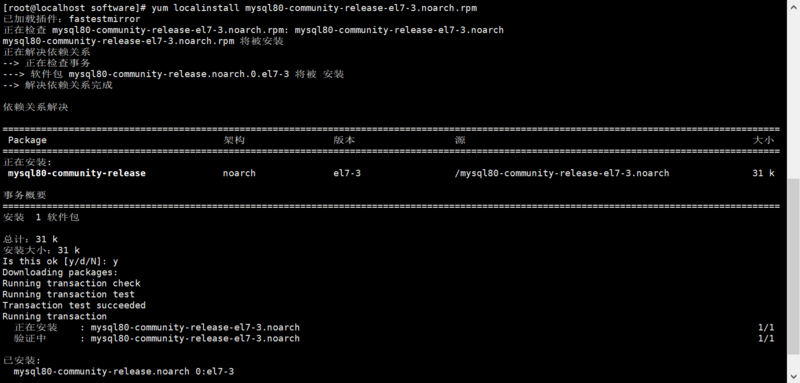 [root@localhost software]# yum localinstall mysql80-community-release-el7-3.noarch.rpm
已加载插件：fastestmirror
正在检查 mysql80-community-release-el7-3.noarch.rpm: mysql80-community-release-el7-3.noarch
mysql80-community-release-el7-3.noarch.rpm 将被安装
正在解决依赖关系
--> 正在检查事务
---> 软件包 mysql80-community-release.noarch.0.el7-3 将被 安装
--> 解决依赖关系完成
依赖关系解决
================================================================================
Package 架构 版本 源 大小
================================================================================
正在安装:
mysql80-community-release noarch el7-3 /mysql80-community-release-el7-3.noarch 31 k
事务概要
================================================================================
安装 1 软件包
总计：31 k
安装大小：31 k
Is this ok [y/d/N]: y
Downloading packages:
Running transaction check
Running transaction test
Transaction test succeeded
Running transaction
正在安装 : mysql80-community-release-el7-3.noarch 1/1
验证中 : mysql80-community-release-el7-3.noarch 1/1
已安装:
mysql80-community-release.noarch 0:el7-3